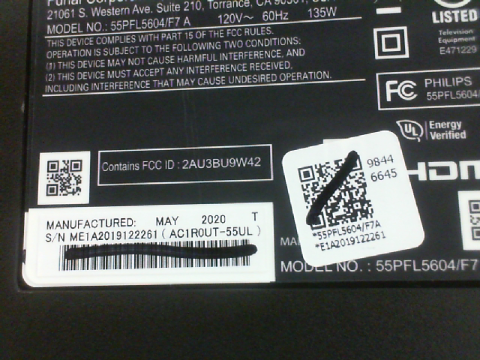 21061 S. Western Ave. Suite 210, Torrance, CA 90501,
MODEL NO. : 55PFL5604/F7 A 120V~ 60Hz 135W
THIS DEVICE COMPLIES WITH PART 15 OF THE FCC RULES.
OPERATION IS SUBJECT TO THE FOLLOWING TWO CONDITIONS:
(1) THIS DEVICE MAY NOT CAUSE HARMFUL INTERFERENCE, AND
(2) THIS DEVICE MUST ACCEPT ANY INTERFERENCE RECEIVED,
INCLUDING INTERFERENCE THAT MAY CAUSE UNDESIRED OPERATION.
LISTED
Television
Equipment
E471229
FC PHILIPS
55PFL5604/
UL Energy
Verified
HDMI
Contains FCC ID : 2AU3BU9W42
9844
6645
*55PFL5604/F7A
*E1A2019122261
MANUFACTURED: MAY 2020 T
S/N ME1A2019122261 (AC1R0UT-55UL)
MODEL NO. : 55PFL5604/F7